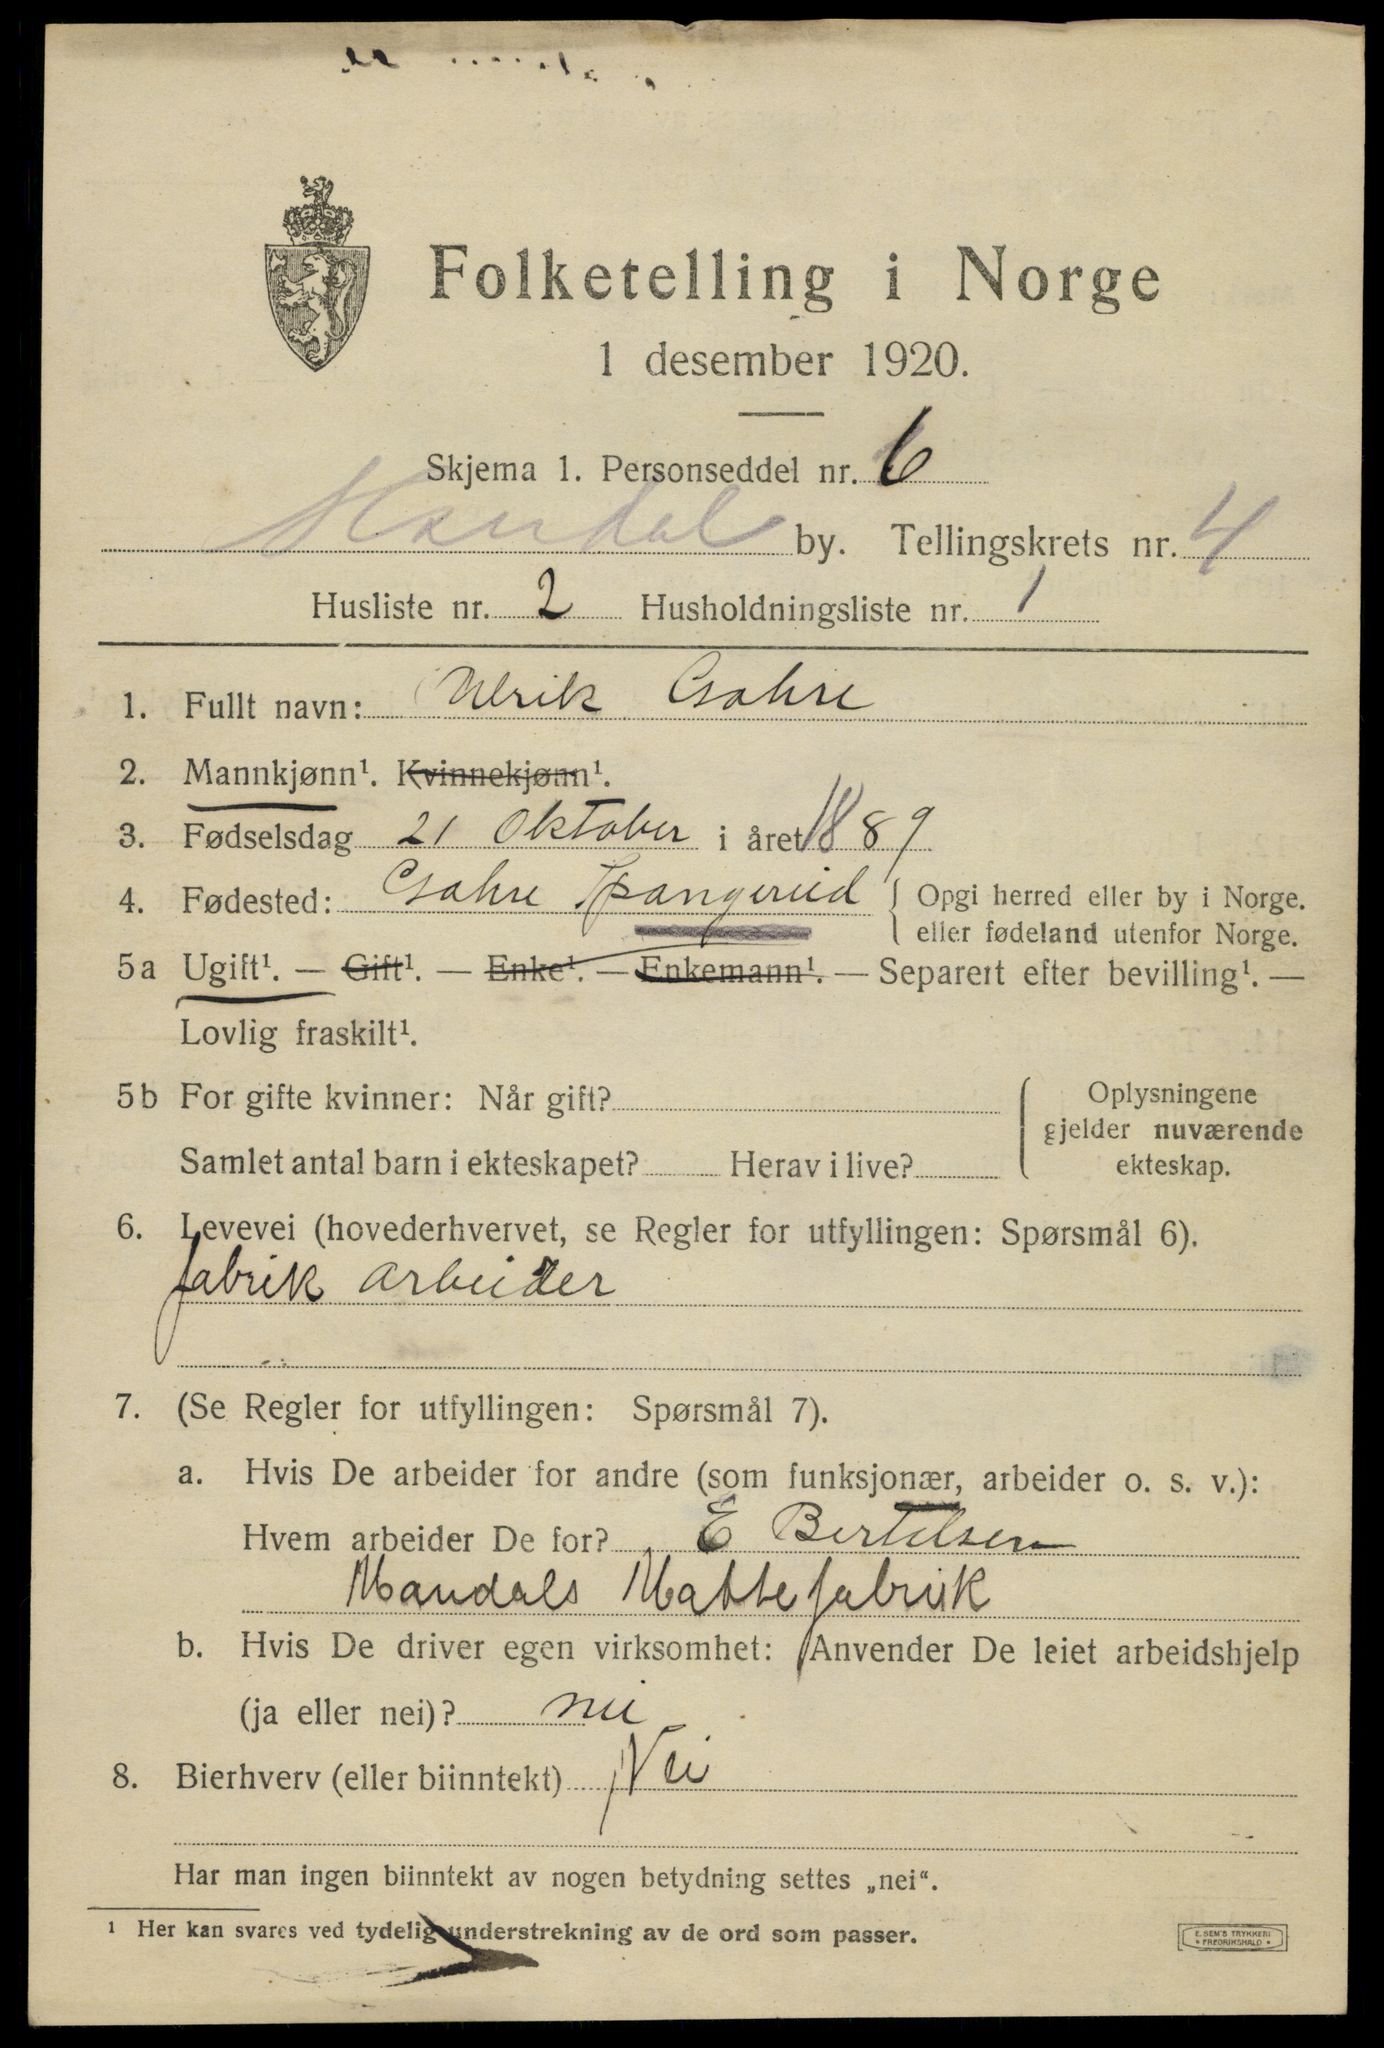 Folketelling i Norge
1 desember 1920.
Skjema 1. Personseddel nr. 6
Mandal by. Tellingskrets nr. 4
Husliste nr. 2 Husholdningsliste nr. 1
1. Fullt navn: Ulrik Gahre
2. Mannkjønn¹. Kvinnekjønn¹.
3. Fødselsdag 21 Oktober i året 1889
4. Fødested: Gahre Spangereid { Opgi herred eller by i Norge.
eller fødeland utenfor Norge.
5a Ugift¹. — Gift¹. — Enke¹. — Enkemann¹. — Separert efter bevilling¹. —
Lovlig fraskilt¹.
5b For gifte kvinner: Når gift?
Samlet antal barn i ekteskapet? Herav i live?
{ Oplysningene
gjelder nuværende
ekteskap.
6. Levevei (hovederhvervet, se Regler for utfyllingen: Spørsmål 6).
fabrik arbeider
7. (Se Regler for utfyllingen: Spørsmål 7).
a. Hvis De arbeider for andre (som funksjonær, arbeider o. s. v.):
Hvem arbeider De for? E Bertelsen
Mandals Mattefabrik
b. Hvis De driver egen virksomhet: Anvender De leiet arbeidshjelp
(ja eller nei)? nei
8. Bierhverv (eller biinntekt) Nei
Har man ingen biinntekt av nogen betydning settes „nei“.
¹ Her kan svares ved tydelig understrekning av de ord som passer.
E. SEM'S TRYKKERI
• FREDRIKSHALD •